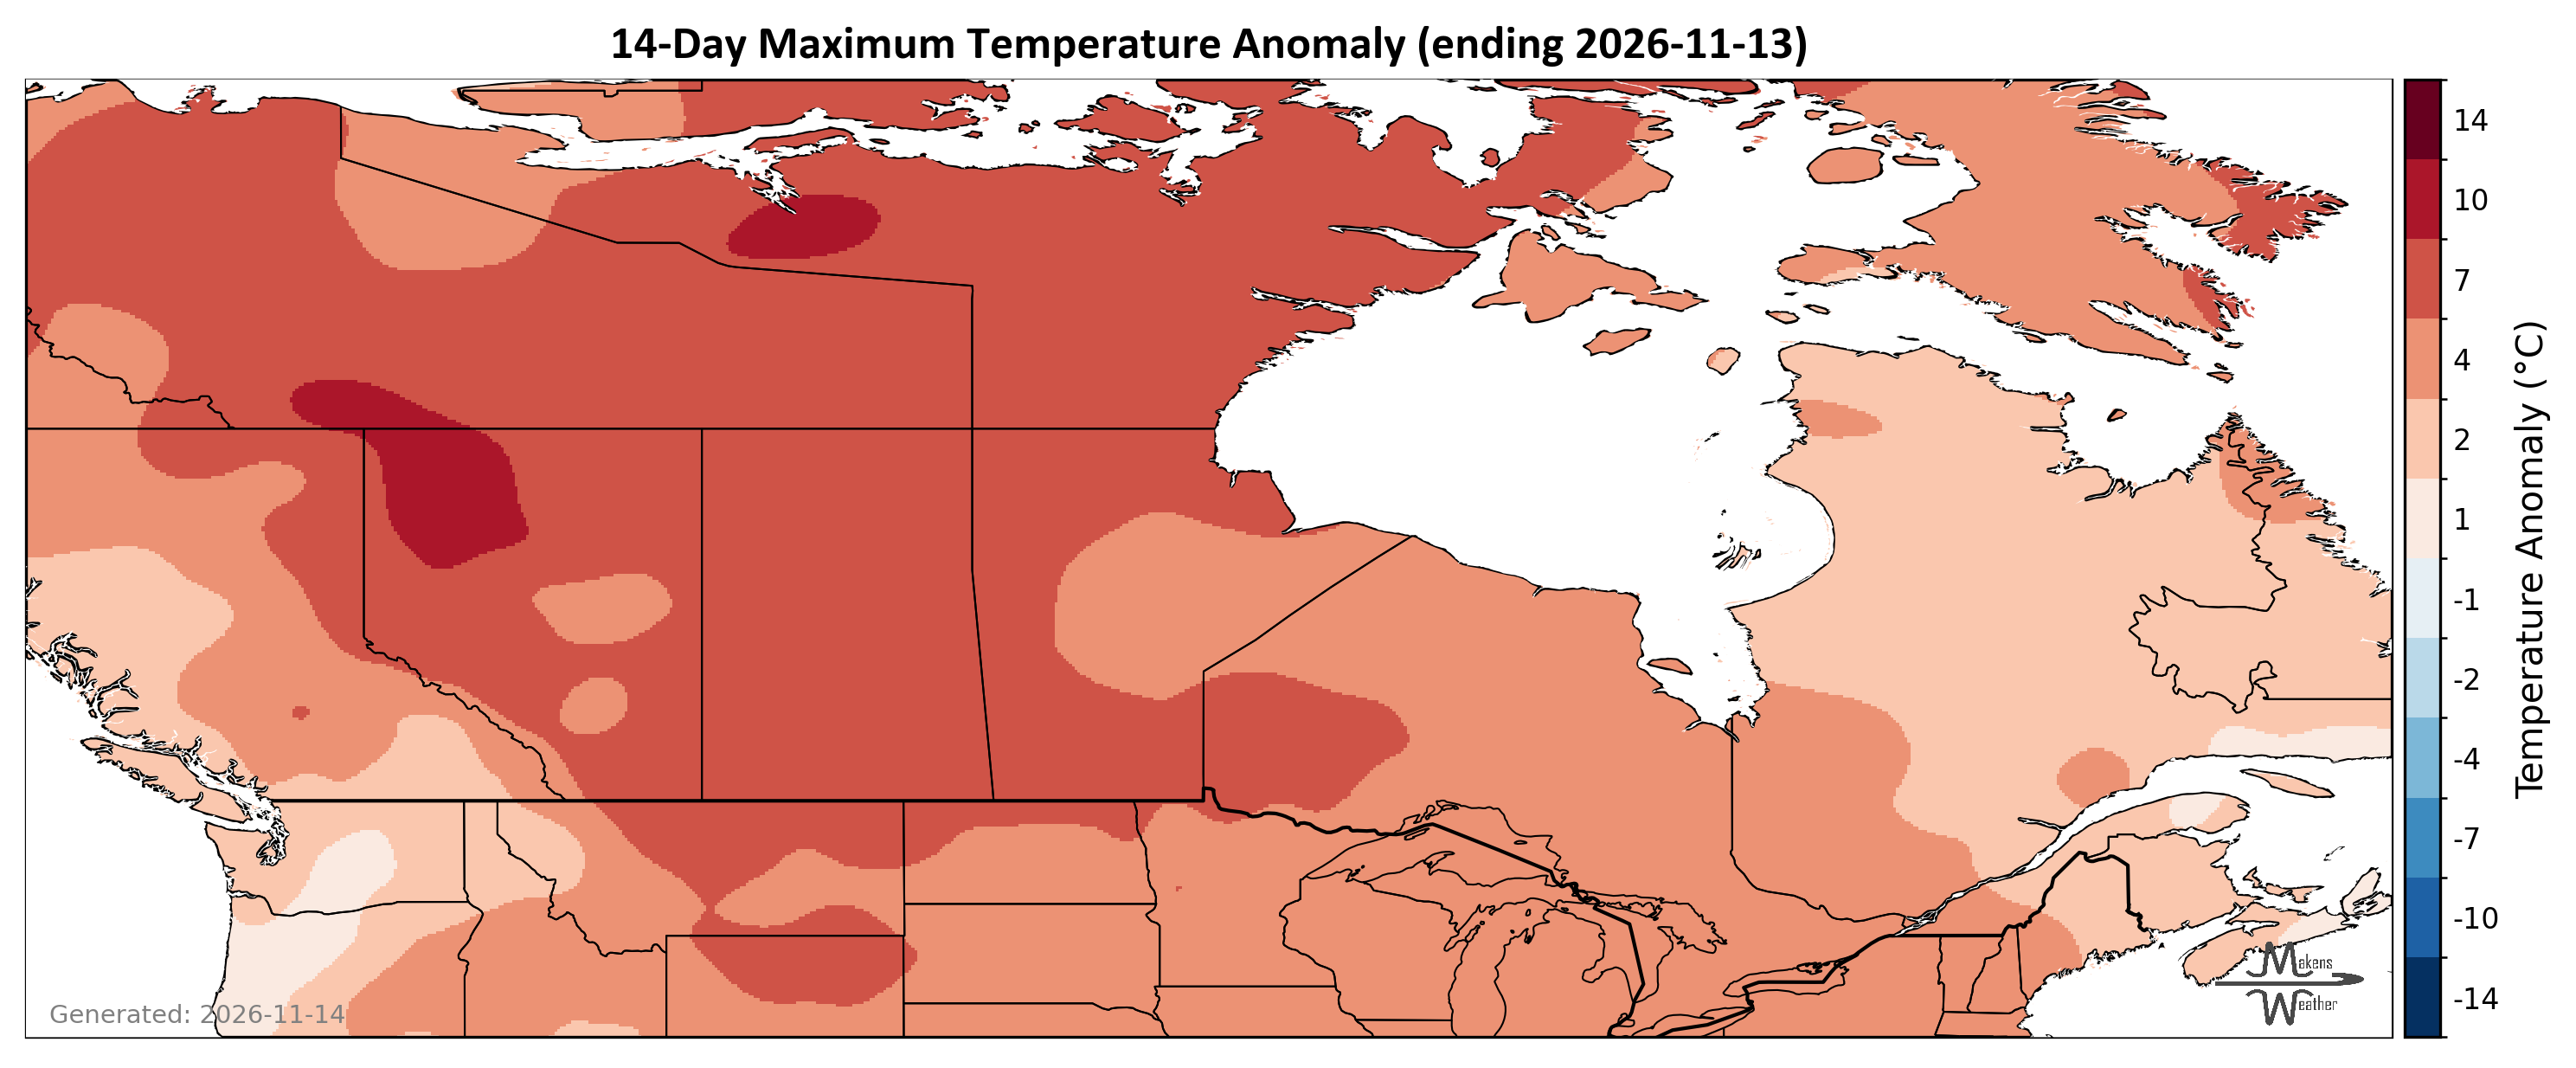 14-Day Maximum Temperature Anomaly (ending 2026-11-13)
14
10
7
4
2
1
-1
-2
-4
-7
-10
-14
Temperature Anomaly (°C)
Generated: 2026-11-14
Makens
Weather